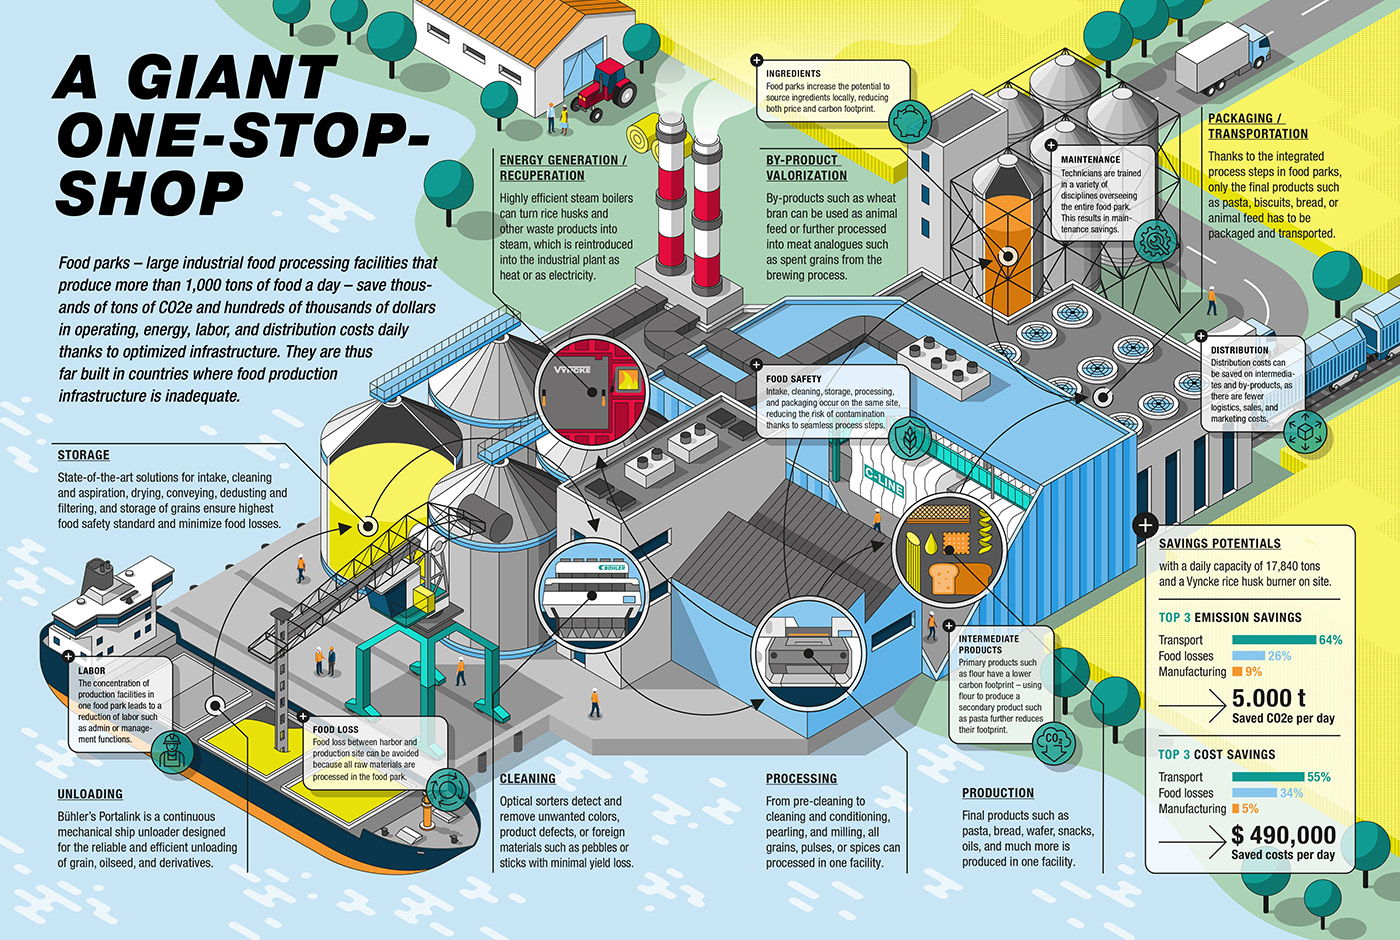 A GIANT
ONE-STOP-
SHOP
Food parks – large industrial food processing facilities that
produce more than 1,000 tons of food a day – save thous-
ands of tons of CO2e and hundreds of thousands of dollars
in operating, energy, labor, and distribution costs daily
thanks to optimized infrastructure. They are thus
far built in countries where food production
infrastructure is inadequate.
ENERGY GENERATION /
RECUPERATION
Highly efficient steam boilers
can turn rice husks and
other waste products into
steam, which is reintroduced
into the industrial plant as
heat or as electricity.
INGREDIENTS
Food parks increase the potential to
source ingredients locally, reducing
both price and carbon footprint.
BY-PRODUCT
VALORIZATION
By-products such as wheat
bran can be used as animal
feed or further processed
into meat analogues such
as spent grains from the
brewing process.
MAINTENANCE
Technicians are trained
in a variety of
disciplines overseeing
the entire food park.
This results in main-
tenance savings.
PACKAGING /
TRANSPORTATION
Thanks to the integrated
process steps in food parks,
only the final products such
as pasta, biscuits, bread, or
animal feed has to be
packaged and transported.
DISTRIBUTION
Distribution costs can
be saved on intermedia-
tes and by-products, as
there are fewer
logistics, sales, and
marketing costs.
VYNCKE
FOOD SAFETY
Intake, cleaning, storage, processing,
and packaging occur on the same site,
reducing the risk of contamination
thanks to seamless process steps.
C-LINE
STORAGE
State-of-the-art solutions for intake, cleaning
and aspiration, drying, conveying, dedusting and
filtering, and storage of grains ensure highest
food safety standard and minimize food losses.
BÜHLER
LABOR
The concentration of
production facilities in
one food park leads to a
reduction of labor such
as admin or manage-
ment functions.
FOOD LOSS
Food loss between harbor and
production site can be avoided
because all raw materials are
processed in the food park.
INTERMEDIATE
PRODUCTS
Primary products such
as flour have a lower
carbon footprint – using
flour to produce a
secondary product such
as pasta further reduces
their footprint.
CO2
UNLOADING
Bühler's Portalink is a continuous
mechanical ship unloader designed
for the reliable and efficient unloading
of grain, oilseed, and derivatives.
CLEANING
Optical sorters detect and
remove unwanted colors,
product defects, or foreign
materials such as pebbles or
sticks with minimal yield loss.
PROCESSING
From pre-cleaning to
cleaning and conditioning,
pearling, and milling, all
grains, pulses, or spices can
processed in one facility.
PRODUCTION
Final products such as
pasta, bread, wafer, snacks,
oils, and much more is
produced in one facility.
SAVINGS POTENTIALS
with a daily capacity of 17,840 tons
and a Vyncke rice husk burner on site.
TOP 3 EMISSION SAVINGS
Transport 64%
Food losses 26%
Manufacturing 9%
5.000 t
Saved CO2e per day
TOP 3 COST SAVINGS
Transport 55%
Food losses 34%
Manufacturing 5%
$ 490,000
Saved costs per day